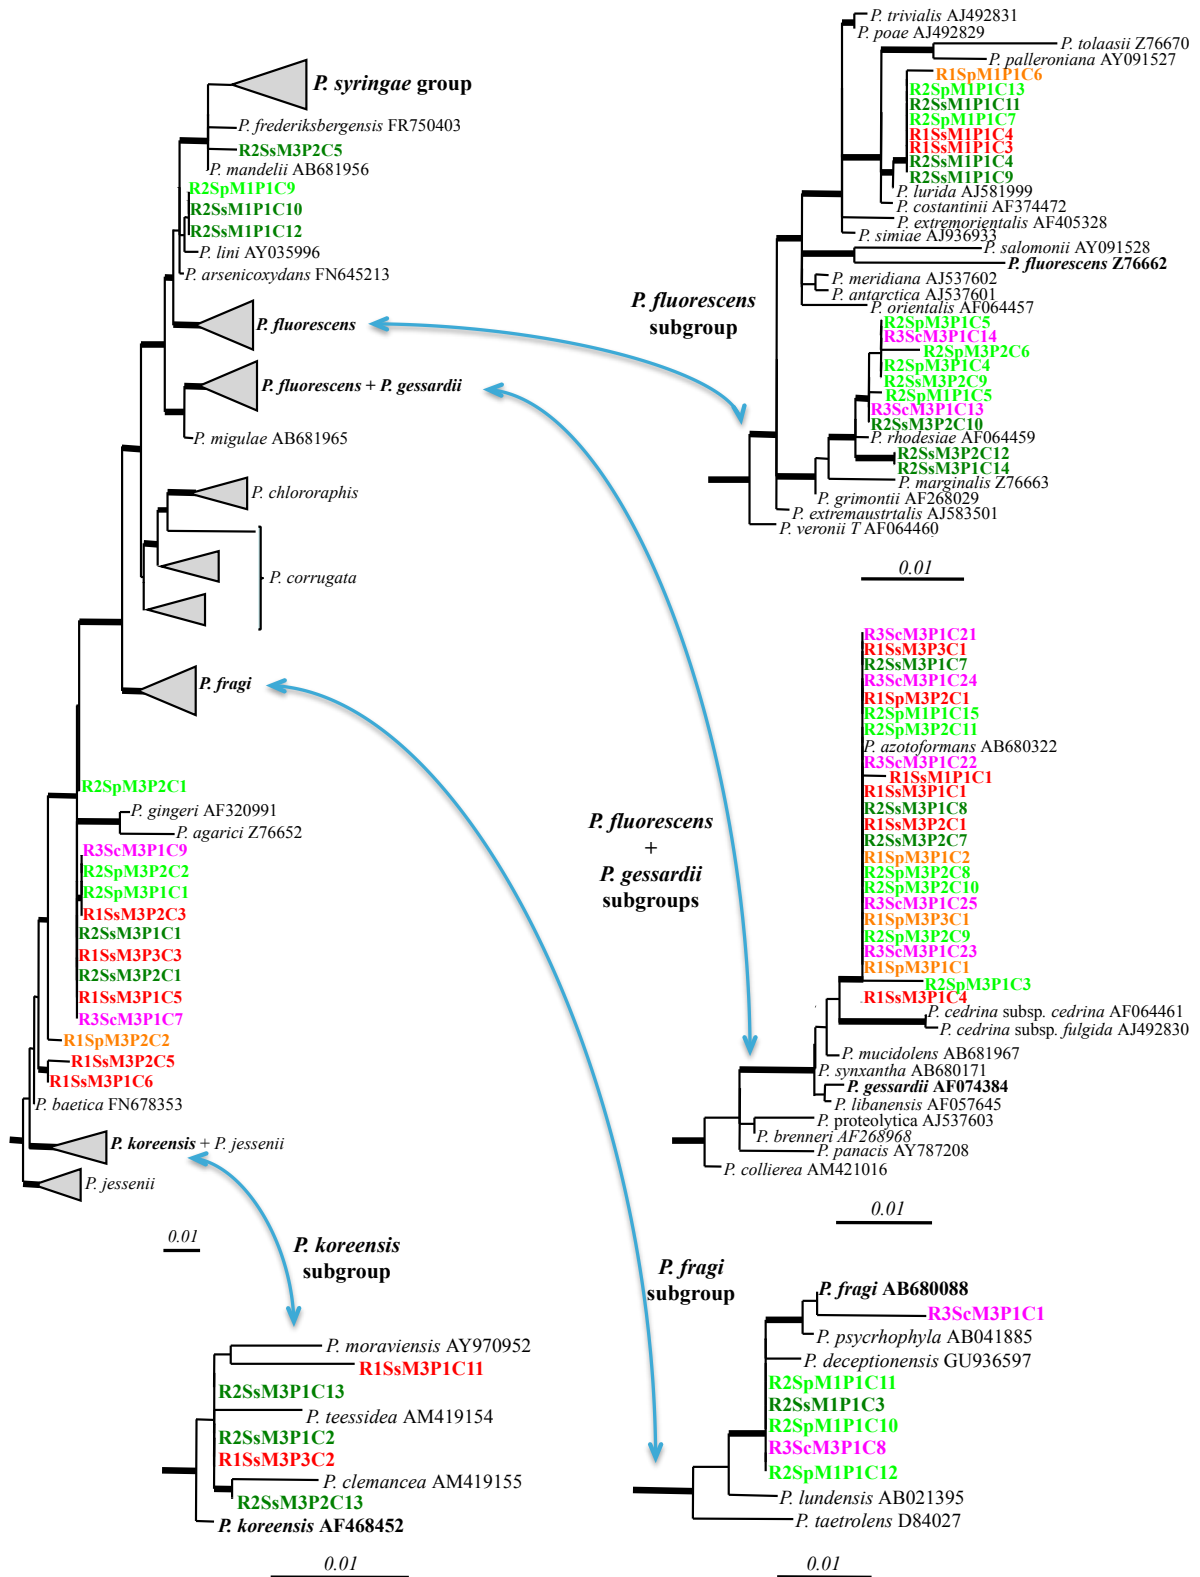 P. syringae group
P. frederiksbergensis FR750403
R2SsM3P2C5
P. mandelii AB681956
R2SpM1P1C9
R2SsM1P1C10
R2SsM1P1C12
P. lini AY035996
P. arsenicoxydans FN645213
P. fluorescens
P. fluorescens + P. gessardii
P. migulae AB681965
P. chlororaphis
P. corrugata
P. fragi
R2SpM3P2C1
P. gingeri AF320991
P. agarici Z76652
R3ScM3P1C9
R2SpM3P2C2
R2SpM3P1C1
R1SsM3P2C3
R2SsM3P1C1
R1SsM3P3C3
R2SsM3P2C1
R1SsM3P1C5
R3ScM3P1C7
R1SpM3P2C2
R1SsM3P2C5
R1SsM3P1C6
P. baetica FN678353
P. koreensis + P. jessenii
P. jessenii
0.01
P. koreensis
subgroup
P. moraviensis AY970952
R1SsM3P1C11
R2SsM3P1C13
P. teessidea AM419154
R2SsM3P1C2
R1SsM3P3C2
P. clemancea AM419155
R2SsM3P2C13
P. koreensis AF468452
0.01
P. fluorescens
subgroup
P. trivialis AJ492831
P. poae AJ492829
P. tolaasii Z76670
P. palleroniana AY091527
R1SpM1P1C6
R2SpM1P1C13
R2SsM1P1C11
R2SpM1P1C7
R1SsM1P1C4
R1SsM1P1C3
R2SsM1P1C4
R2SsM1P1C9
P. lurida AJ581999
P. costantinii AF374472
P. extremorientalis AF405328
P. simiae AJ936933
P. salomonii AY091528
P. fluorescens Z76662
P. meridiana AJ537602
P. antarctica AJ537601
P. orientalis AF064457
R2SpM3P1C5
R3ScM3P1C14
R2SpM3P2C6
R2SpM3P1C4
R2SsM3P2C9
R2SpM1P1C5
R3ScM3P1C13
R2SsM3P2C10
P. rhodesiae AF064459
R2SsM3P2C12
R2SsM3P1C14
P. marginalis Z76663
P. grimontii AF268029
P. extremaustrtalis AJ583501
P. veronii T AF064460
0.01
P. fluorescens
+
P. gessardii
subgroups
R3ScM3P1C21
R1SsM3P3C1
R2SsM3P1C7
R3ScM3P1C24
R1SpM3P2C1
R2SpM1P1C15
R2SpM3P2C11
P. azotoformans AB680322
R3ScM3P1C22
R1SsM1P1C1
R1SsM3P1C1
R2SsM3P1C8
R1SsM3P2C1
R2SsM3P2C7
R1SpM3P1C2
R2SpM3P2C8
R2SpM3P2C10
R3ScM3P1C25
R1SpM3P3C1
R2SpM3P2C9
R3ScM3P1C23
R1SpM3P1C1
R2SpM3P1C3
R1SsM3P1C4
P. cedrina subsp. cedrina AF064461
P. cedrina subsp. fulgida AJ492830
P. mucidolens AB681967
P. synxantha AB680171
P. gessardii AF074384
P. libanensis AF057645
P. proteolytica AJ537603
P. brenneri AF268968
P. panacis AY787208
P. collierea AM421016
0.01
P. fragi
subgroup
P. fragi AB680088
R3ScM3P1C1
P. psycrhophyla AB041885
P. deceptionensis GU936597
R2SpM1P1C11
R2SsM1P1C3
R2SpM1P1C10
R3ScM3P1C8
R2SpM1P1C12
P. lundensis AB021395
P. taetrolens D84027
0.01